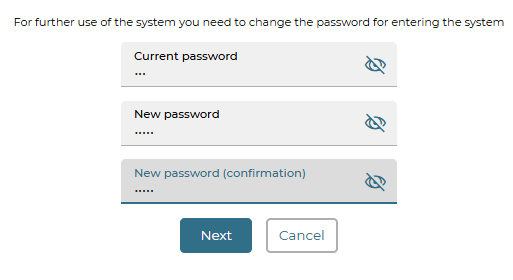 For further use of the system you need to change the password for entering the system
Current password
•••
New password
•••••
New password (confirmation)
•••••
Next
Cancel